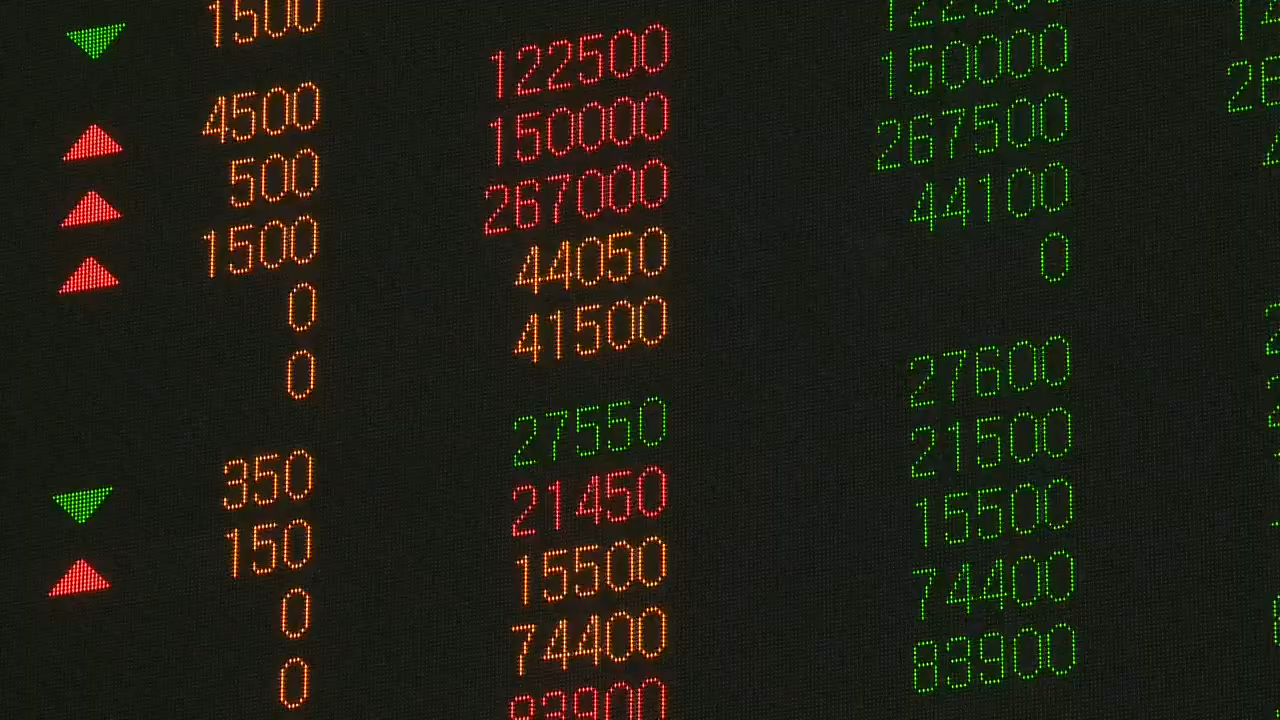 1500 122500 150000
4500 150000 267500
500 267000 44100
1500 44050 0
0 41500
0 27550 27600
350 21450 21500
150 15500 15500
0 74400 74400
0 83900 83900